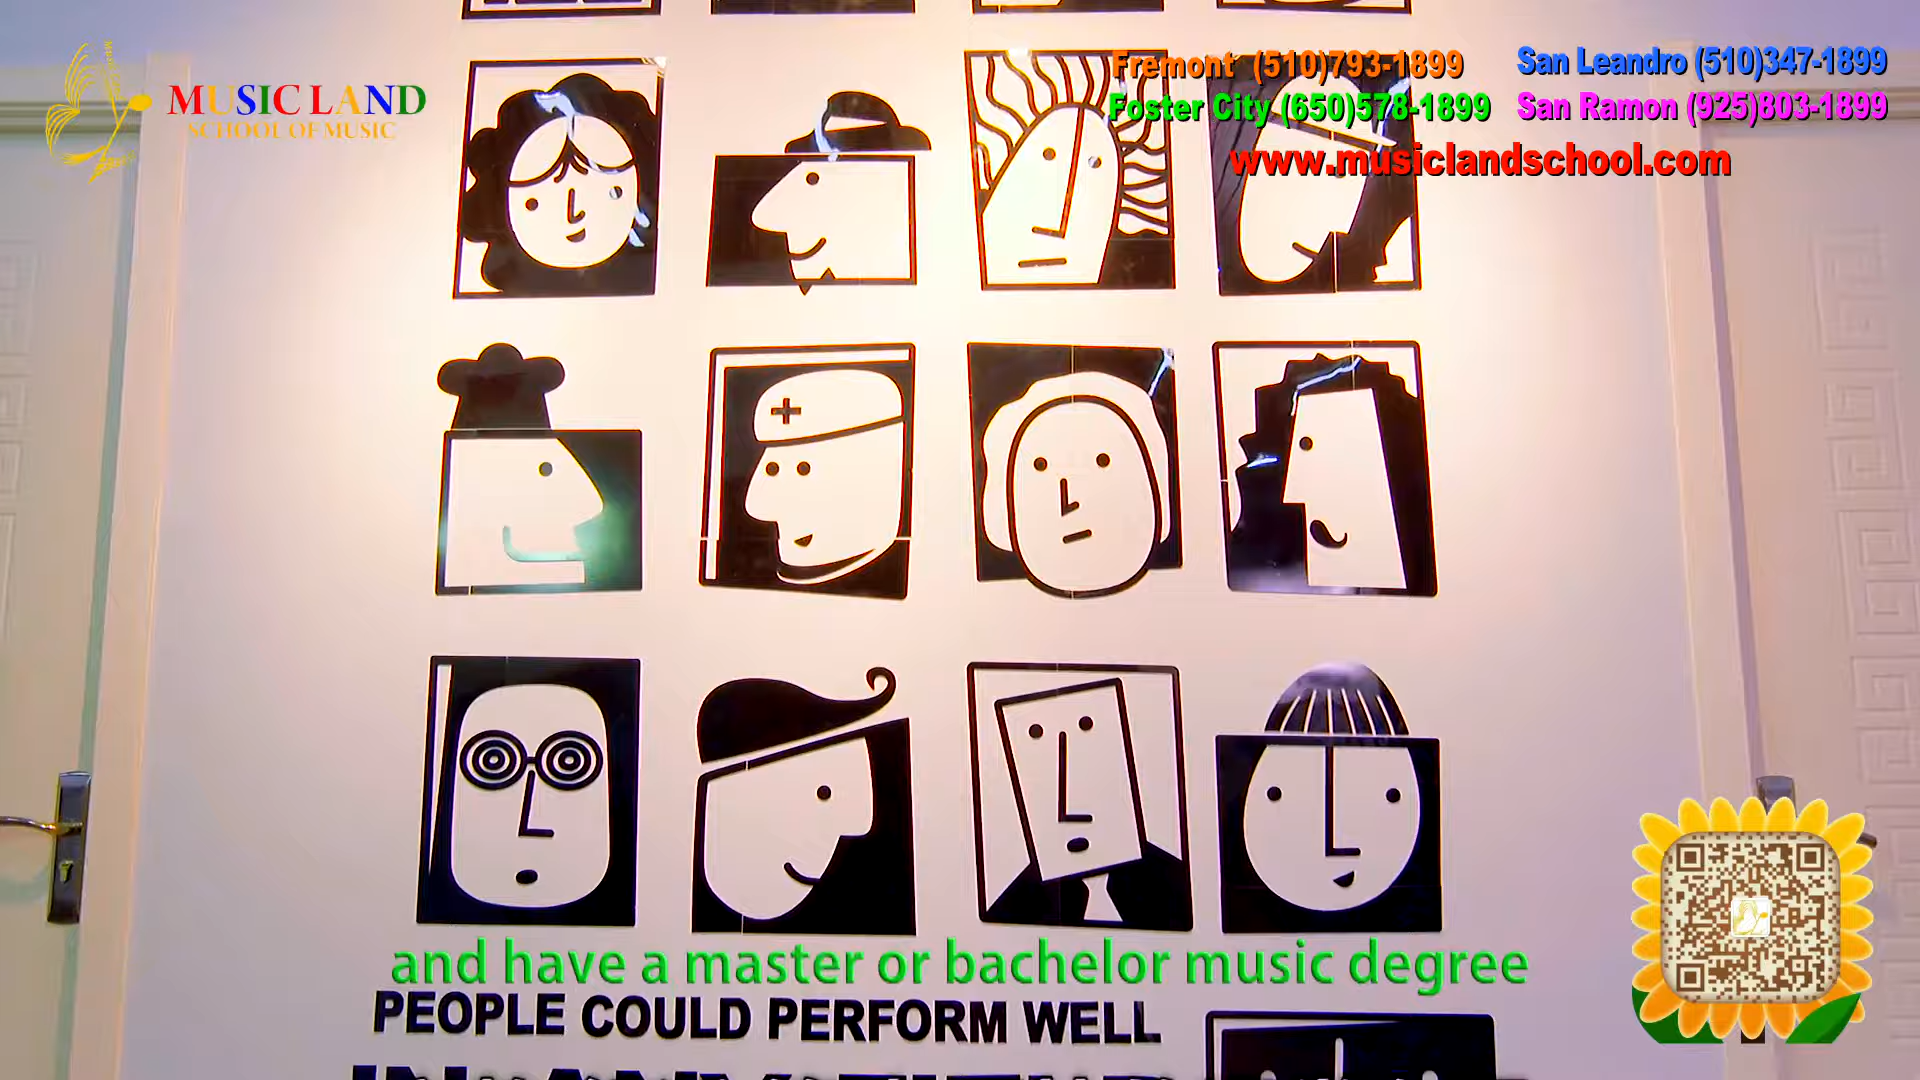 MUSIC LAND
SCHOOL OF MUSIC
Fremont (510)793-1899
San Leandro (510)347-1899
Foster City (650)578-1899
San Ramon (925)803-1899
www.musiclandschool.com
and have a master or bachelor music degree
PEOPLE COULD PERFORM WELL